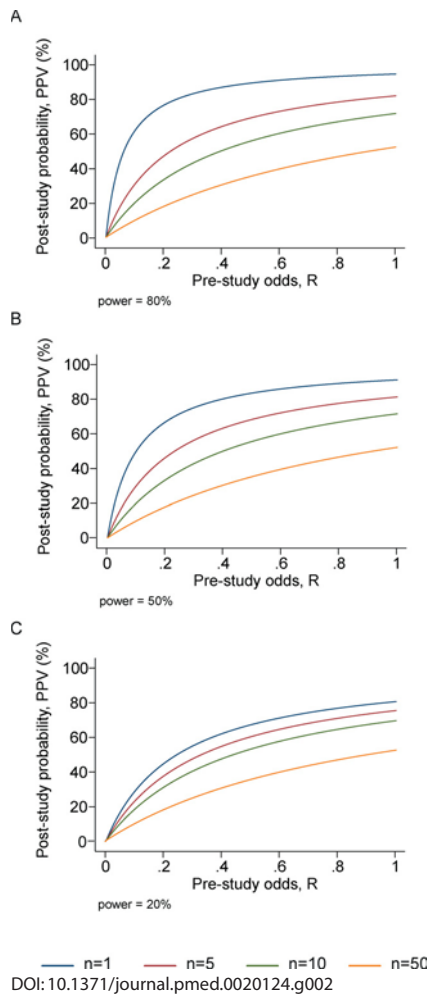 A
Post-study probability, PPV (%)
100
80
60
40
20
0
0 .2 .4 .6 .8 1
Pre-study odds, R
power = 80%
B
Post-study probability, PPV (%)
100
80
60
40
20
0
0 .2 .4 .6 .8 1
Pre-study odds, R
power = 50%
C
Post-study probability, PPV (%)
100
80
60
40
20
0
0 .2 .4 .6 .8 1
Pre-study odds, R
power = 20%
n=1 n=5 n=10 n=50
DOI: 10.1371/journal.pmed.0020124.g002